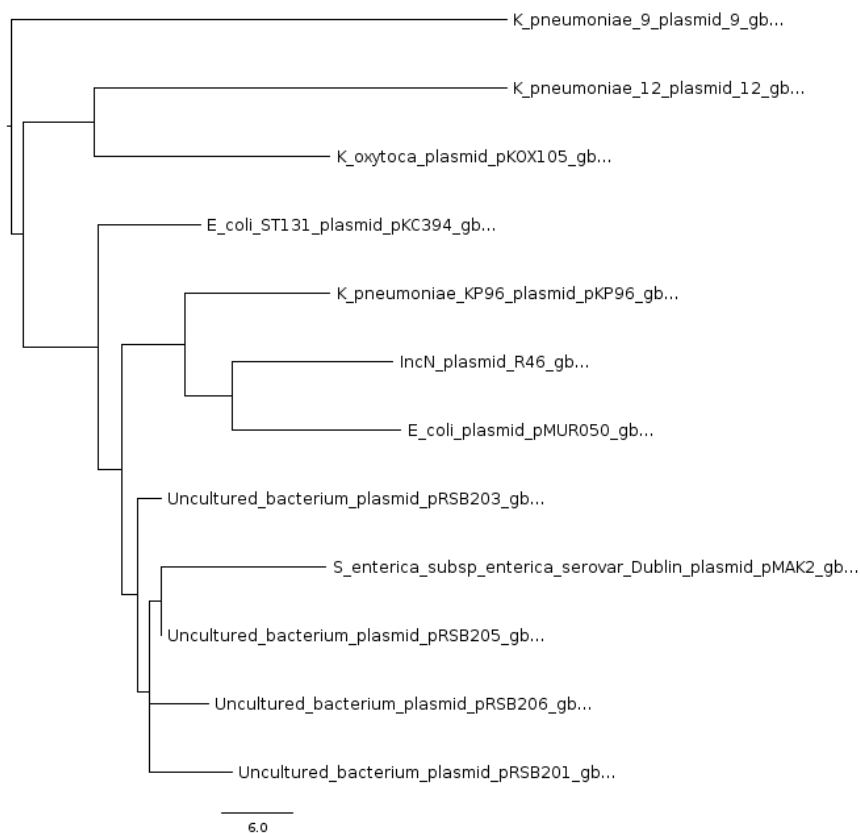 K_pneumoniae_9_plasmid_9_gb...
K_pneumoniae_12_plasmid_12_gb...
K_oxytoca_plasmid_pKOX105_gb...
E_coli_ST131_plasmid_pKC394_gb...
K_pneumoniae_KP96_plasmid_pKP96_gb...
IncN_plasmid_R46_gb...
E_coli_plasmid_pMUR050_gb...
Uncultured_bacterium_plasmid_pRSB203_gb...
S_enterica_subsp_enterica_serovar_Dublin_plasmid_pMAK2_gb...
Uncultured_bacterium_plasmid_pRSB205_gb...
Uncultured_bacterium_plasmid_pRSB206_gb...
Uncultured_bacterium_plasmid_pRSB201_gb...
6.0